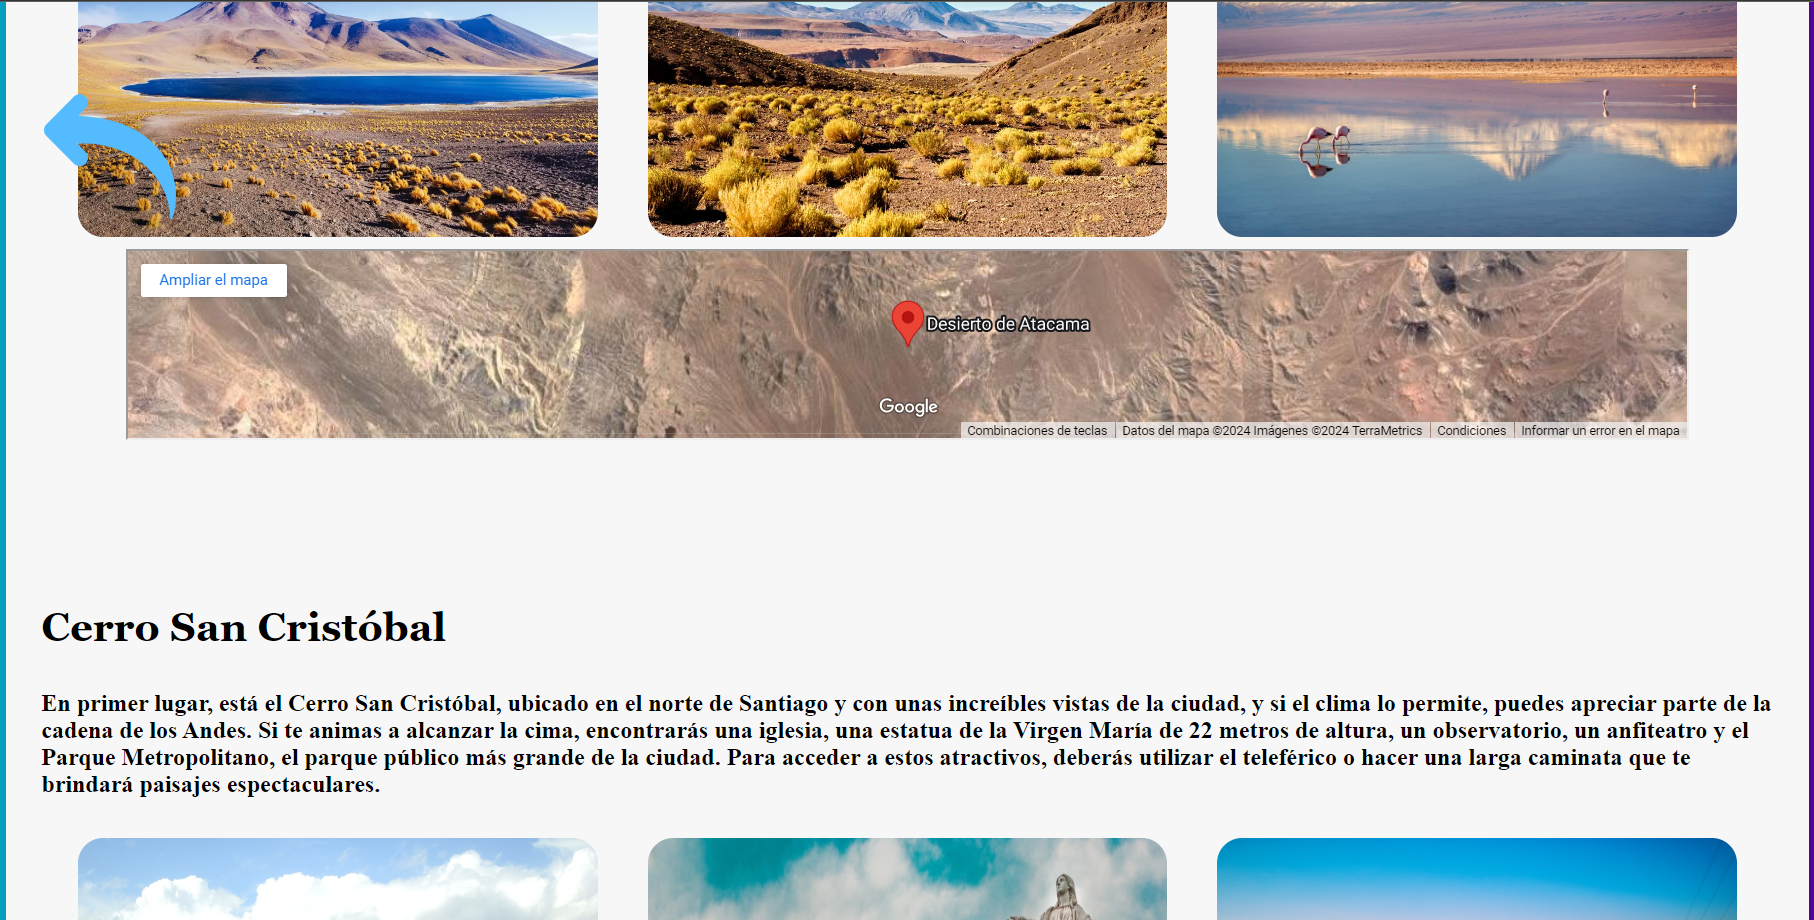 Ampliar el mapa
Desierto de Atacama
Google
Combinaciones de teclas Datos del mapa ©2024 Imágenes ©2024 TerraMetrics Condiciones Informar un error en el mapa
Cerro San Cristóbal
En primer lugar, está el Cerro San Cristóbal, ubicado en el norte de Santiago y con unas increíbles vistas de la ciudad, y si el clima lo permite, puedes apreciar parte de la
cadena de los Andes. Si te animas a alcanzar la cima, encontrarás una iglesia, una estatua de la Virgen María de 22 metros de altura, un observatorio, un anfiteatro y el
Parque Metropolitano, el parque público más grande de la ciudad. Para acceder a estos atractivos, deberás utilizar el teleférico o hacer una larga caminata que te
brindará paisajes espectaculares.